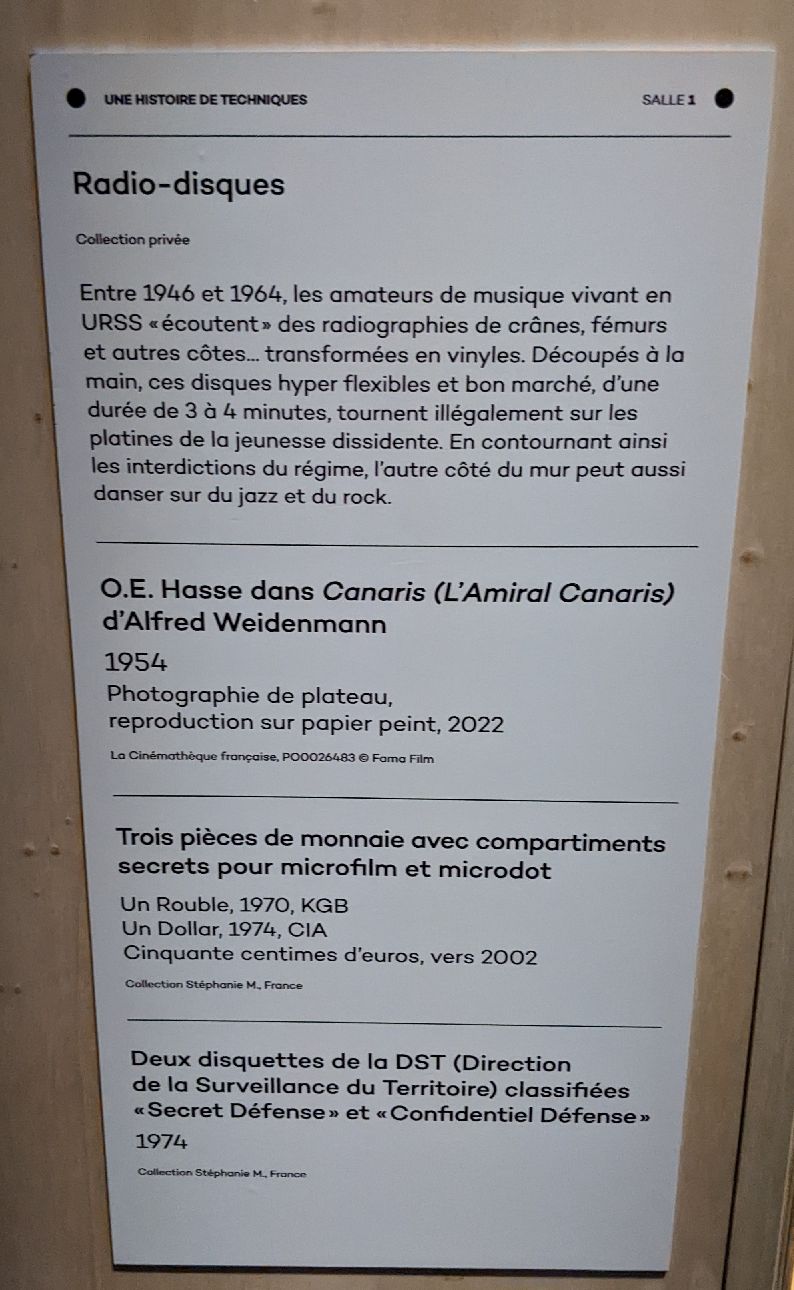 UNE HISTOIRE DE TECHNIQUES SALLE 1
Radio-disques
Collection privée
Entre 1946 et 1964, les amateurs de musique vivant en
URSS «écoutent» des radiographies de crânes, fémurs
et autres côtes... transformées en vinyles. Découpés à la
main, ces disques hyper flexibles et bon marché, d'une
durée de 3 à 4 minutes, tournent illégalement sur les
platines de la jeunesse dissidente. En contournant ainsi
les interdictions du régime, l'autre côté du mur peut aussi
danser sur du jazz et du rock.
O.E. Hasse dans Canaris (L'Amiral Canaris)
d'Alfred Weidenmann
1954
Photographie de plateau,
reproduction sur papier peint, 2022
La Cinémathèque française, PO0026483 © Fama Film
Trois pièces de monnaie avec compartiments
secrets pour microfilm et microdot
Un Rouble, 1970, KGB
Un Dollar, 1974, CIA
Cinquante centimes d'euros, vers 2002
Collection Stéphanie M., France
Deux disquettes de la DST (Direction
de la Surveillance du Territoire) classifiées
«Secret Défense» et «Confidentiel Défense»
1974
Collection Stéphanie M., France